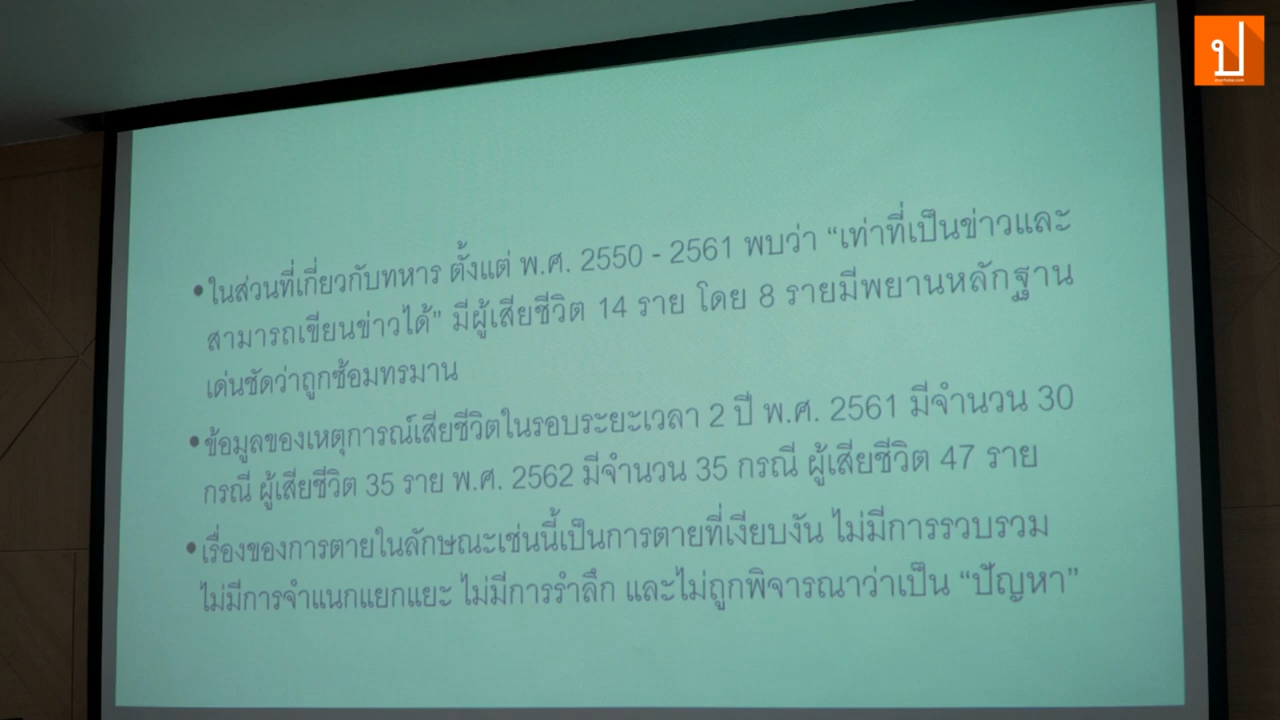 ป
• ในส่วนที่เกี่ยวกับทหาร ตั้งแต่ พ.ศ. 2550 - 2561 พบว่า “เท่าที่เป็นข่าวและ
สามารถเขียนข่าวได้” มีผู้เสียชีวิต 14 ราย โดย 8 รายมีพยานหลักฐาน
เด่นชัดว่าถูกซ้อมทรมาน
• ข้อมูลของเหตุการณ์เสียชีวิตในรอบระยะเวลา 2 ปี พ.ศ. 2561 มีจำนวน 30
กรณี ผู้เสียชีวิต 35 ราย พ.ศ. 2562 มีจำนวน 35 กรณี ผู้เสียชีวิต 47 ราย
• เรื่องของการตายในลักษณะเช่นนี้เป็นการตายที่เงียบงัน ไม่มีการรวบรวม
ไม่มีการจำแนกแยกแยะ ไม่มีการรำลึก และไม่ถูกพิจารณาว่าเป็น “ปัญหา”